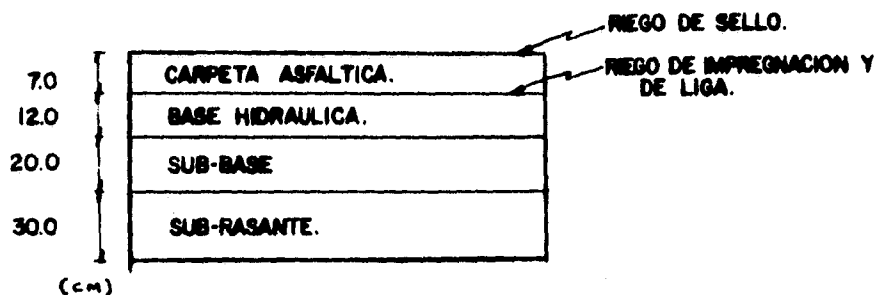 RIEGO DE SELLO.
7.0 CARPETA ASFALTICA.
RIEGO DE IMPREGNACION Y
DE LIGA.
12.0 BASE HIDRAULICA.
20.0 SUB-BASE
30.0 SUB-RASANTE.
(CM)